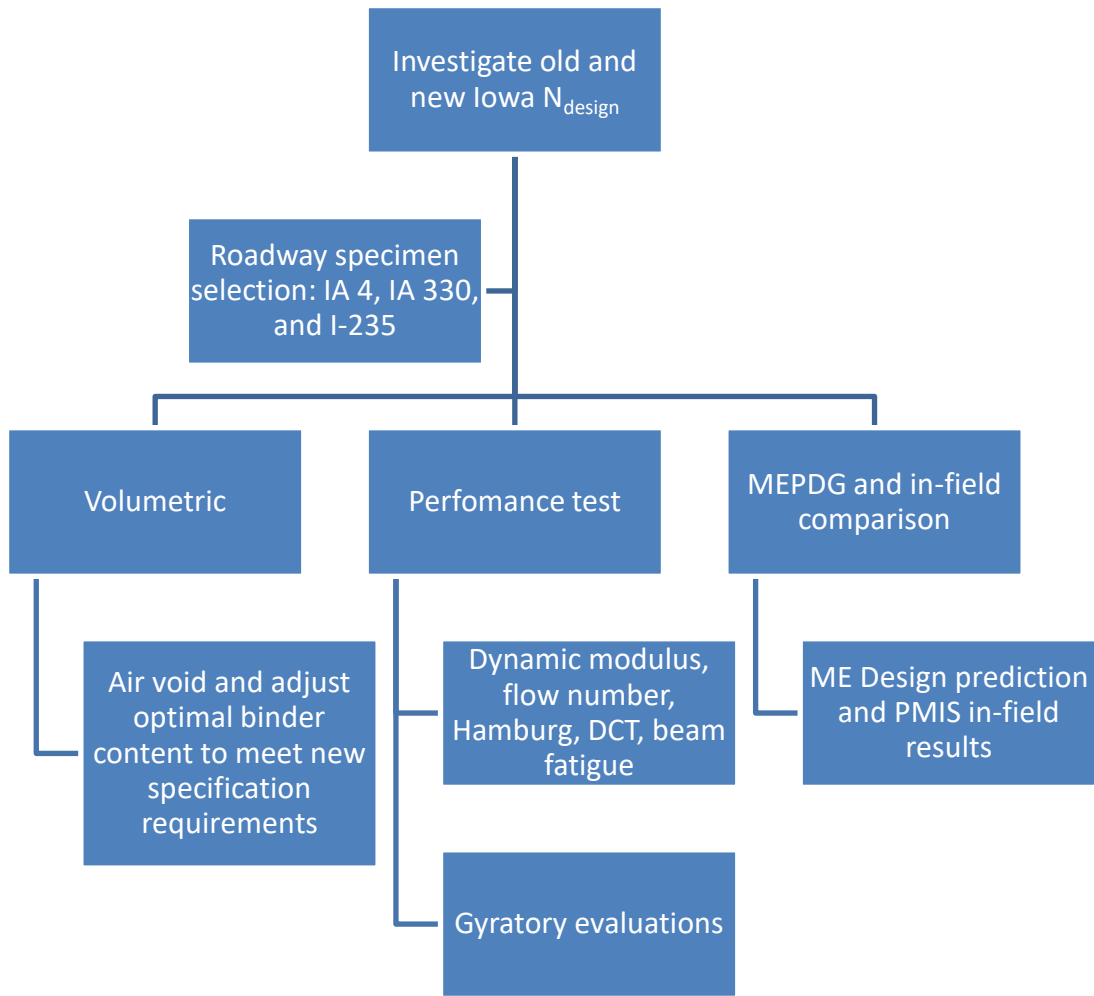 Investigate old and
new Iowa Ndesign
Roadway specimen
selection: IA 4, IA 330,
and I-235
Volumetric
Perfomance test
MEPDG and in-field
comparison
Air void and adjust
optimal binder
content to meet new
specification
requirements
Dynamic modulus,
flow number,
Hamburg, DCT, beam
fatigue
ME Design prediction
and PMIS in-field
results
Gyratory evaluations